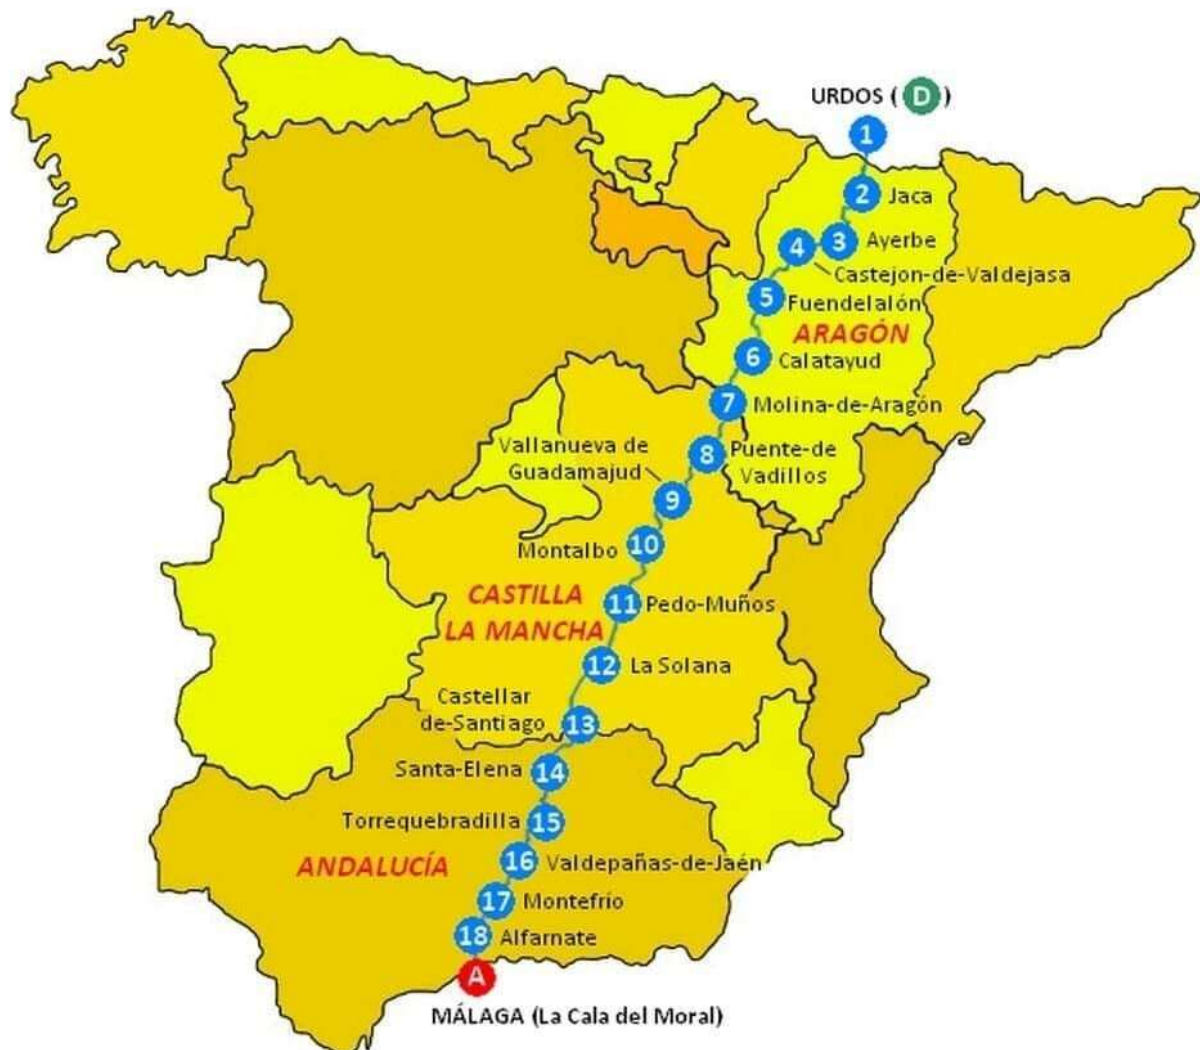 URDOS ( D )
1
2 Jaca
3 Ayerbe
4
Castejon-de-Valdejasa
5 Fuendelalón
ARAGÓN
6 Calatayud
7 Molina-de-Aragón
Vallanueva de
Guadamajud
8 Puente-de
Vadillos
9
Montalbo 10
CASTILLA
LA MANCHA
11 Pedo-Muños
12 La Solana
Castellar
de-Santiago 13
Santa-Elena 14
Torrequebradilla 15
ANDALUCÍA
16 Valdepañas-de-Jaén
17 Montefrío
18 Alfarnate
A
MÁLAGA (La Cala del Moral)